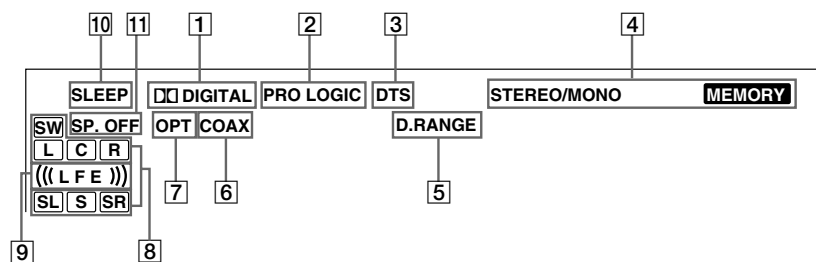 10 11 1 2 3 4
SLEEP DIGITAL PRO LOGIC DTS STEREO/MONO MEMORY
SW SP. OFF OPT COAX D.RANGE
L C R
((( L F E )))
7 6 5
SL S SR
9 8